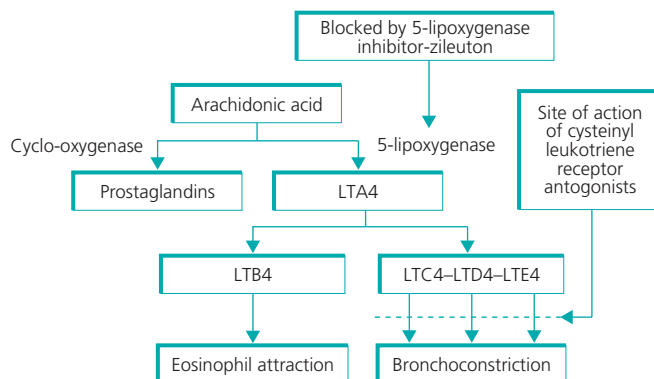 Blocked by 5-lipoxygenase
inhibitor-zileuton
Arachidonic acid
Site of action
of cysteinyl
leukotriene
receptor
antogonists
Cyclo-oxygenase
5-lipoxygenase
Prostaglandins
LTA4
LTB4
LTC4–LTD4–LTE4
Eosinophil attraction
Bronchoconstriction